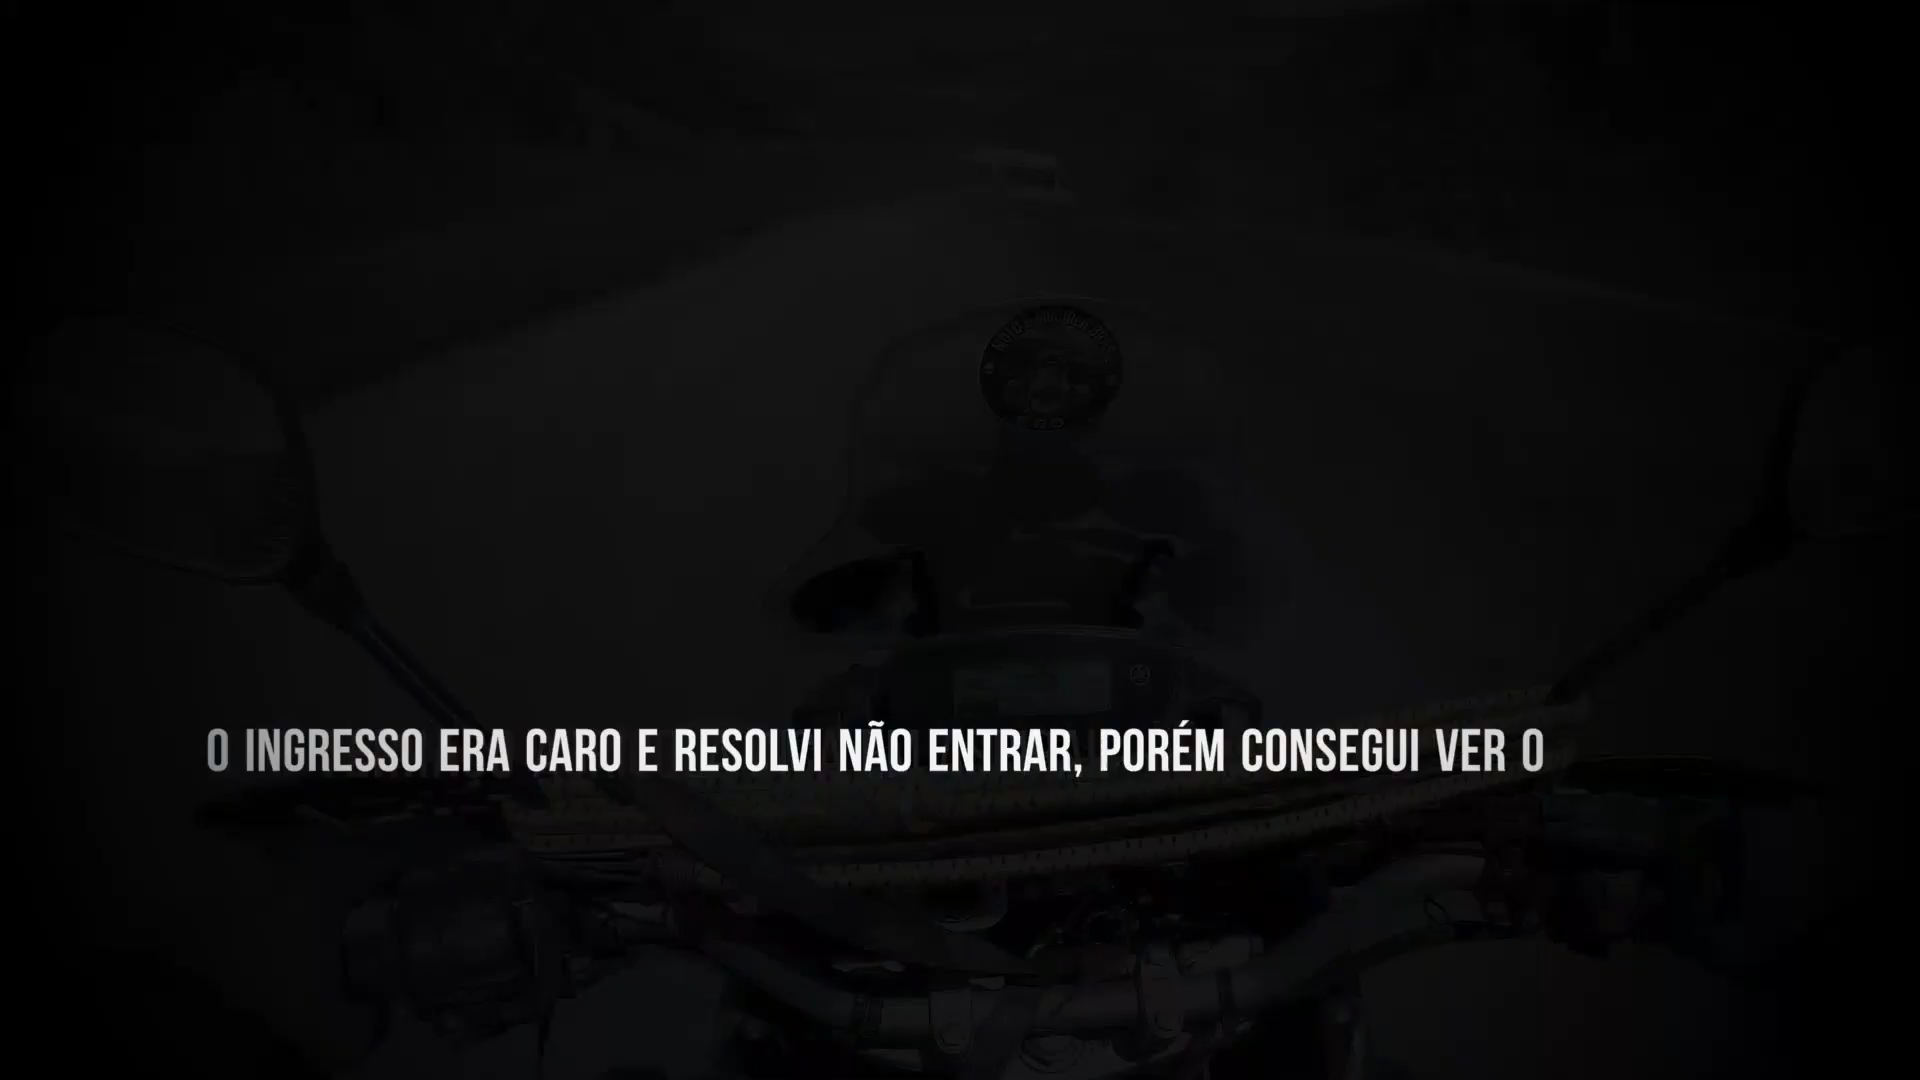 O INGRESSO ERA CARO E RESOLVI NÃO ENTRAR, PORÉM CONSEGUI VER O